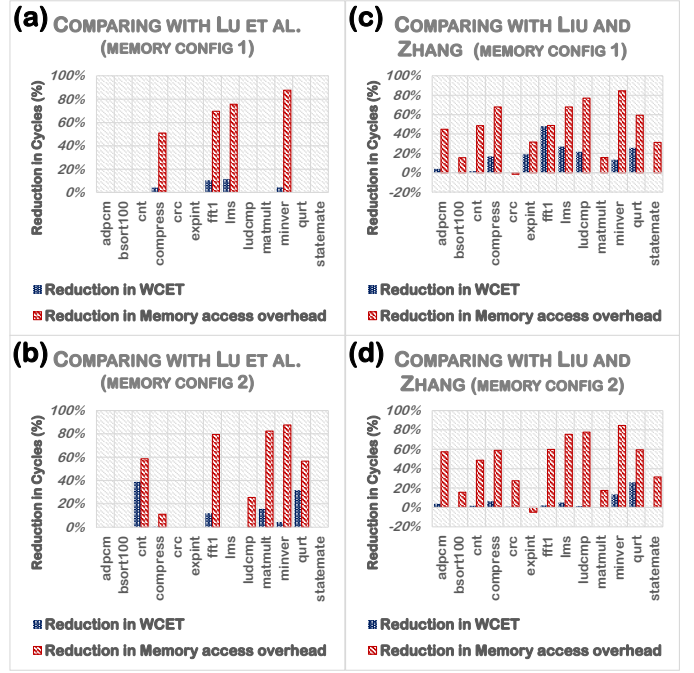 (a) COMPARING WITH LU ET AL.
(MEMORY CONFIG 1)
Reduction in Cycles (%)
100%
80%
60%
40%
20%
0%
adpcm
bsort100
cnt
compress
crc
expint
fft1
lms
ludcmp
matmult
minver
qurt
statemate
Reduction in WCET
Reduction in Memory access overhead
(c) COMPARING WITH LIU AND
ZHANG (MEMORY CONFIG 1)
Reduction in Cycles (%)
100%
80%
60%
40%
20%
0%
-20%
adpcm
bsort100
cnt
compress
crc
expint
fft1
lms
ludcmp
matmult
minver
qurt
statemate
Reduction in WCET
Reduction in Memory access overhead
(b) COMPARING WITH LU ET AL.
(MEMORY CONFIG 2)
Reduction in Cycles (%)
100%
80%
60%
40%
20%
0%
adpcm
bsort100
cnt
compress
crc
expint
fft1
lms
ludcmp
matmult
minver
qurt
statemate
Reduction in WCET
Reduction in Memory access overhead
(d) COMPARING WITH LIU AND
ZHANG (MEMORY CONFIG 2)
Reduction in Cycles (%)
100%
80%
60%
40%
20%
0%
-20%
adpcm
bsort100
cnt
compress
crc
expint
fft1
lms
ludcmp
matmult
minver
qurt
statemate
Reduction in WCET
Reduction in Memory access overhead